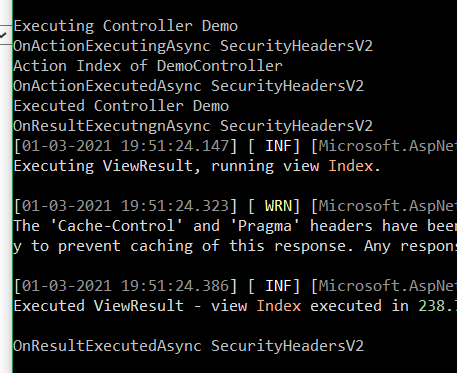 Executing Controller Demo
OnActionExecutingAsync SecurityHeadersV2
Action Index of DemoController
OnActionExecutedAsync SecurityHeadersV2
Executed Controller Demo
OnResultExecutngnAsync SecurityHeadersV2
[01-03-2021 19:51:24.147] [ INF] [Microsoft.AspNe
Executing ViewResult, running view Index.
[01-03-2021 19:51:24.323] [ WRN] [Microsoft.AspNe
The 'Cache-Control' and 'Pragma' headers have bee
y to prevent caching of this response. Any respon
[01-03-2021 19:51:24.386] [ INF] [Microsoft.AspNe
Executed ViewResult - view Index executed in 238.
OnResultExecutedAsync SecurityHeadersV2